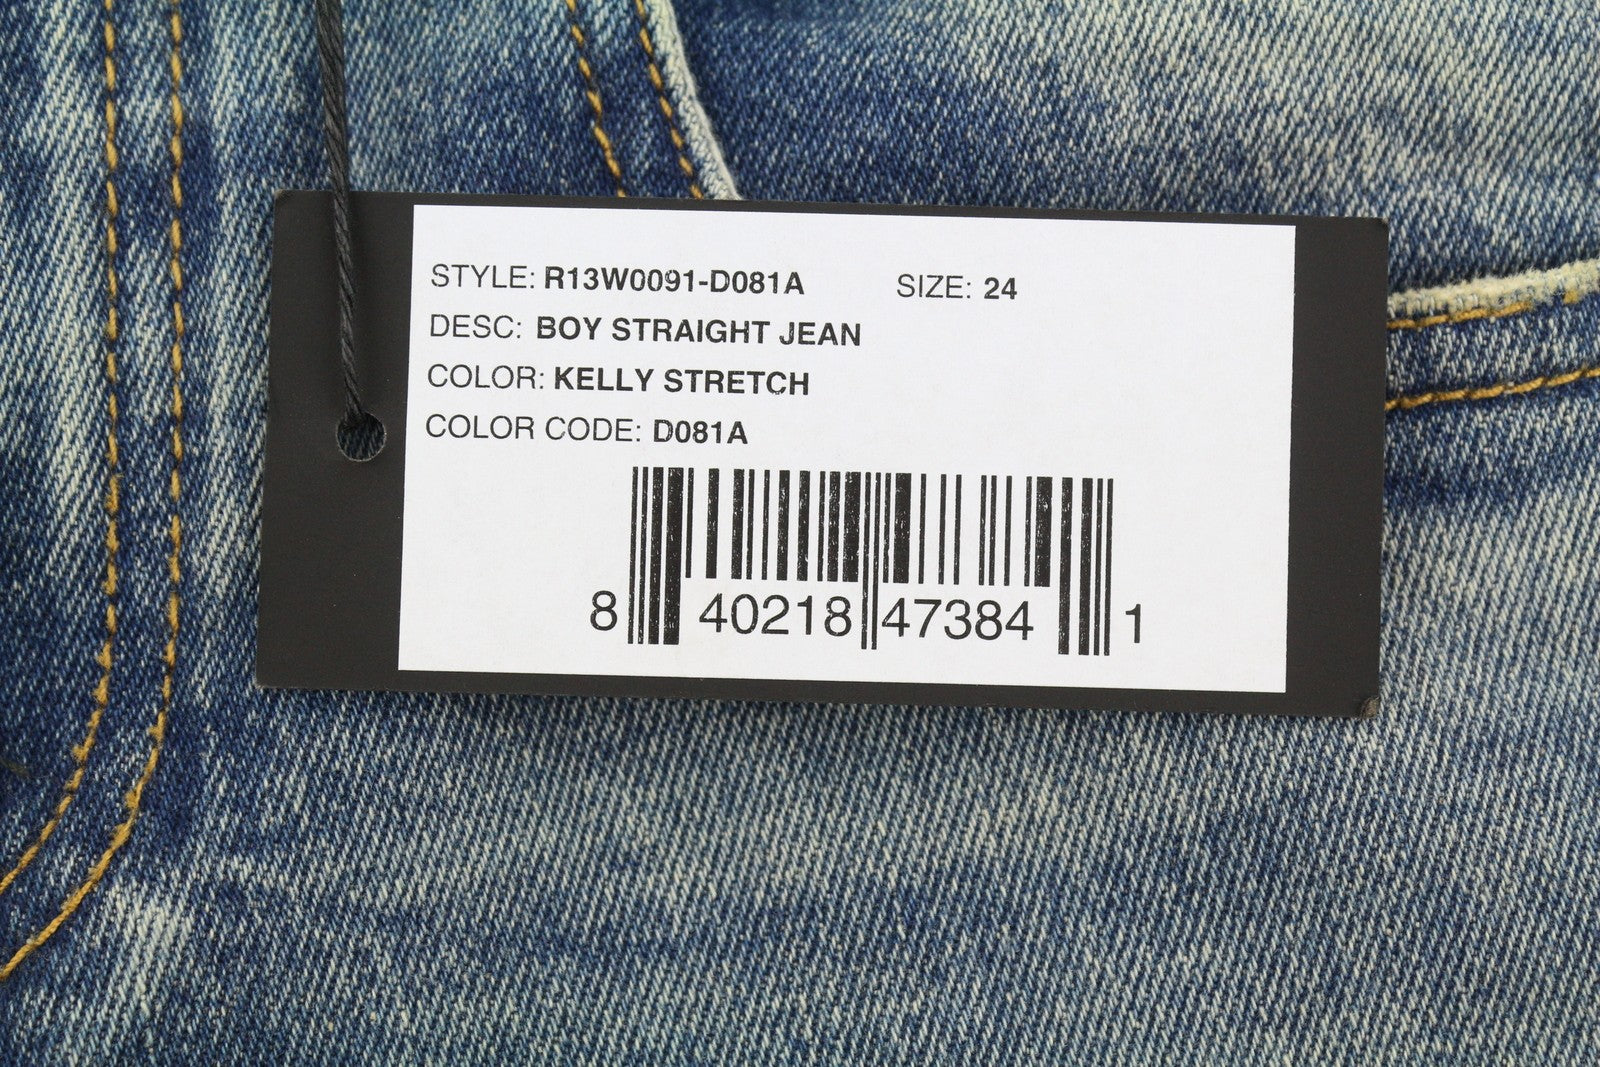 STYLE: R13W0091-D081A SIZE: 24
DESC: BOY STRAIGHT JEAN
COLOR: KELLY STRETCH
COLOR CODE: D081A
8 40218 47384 1